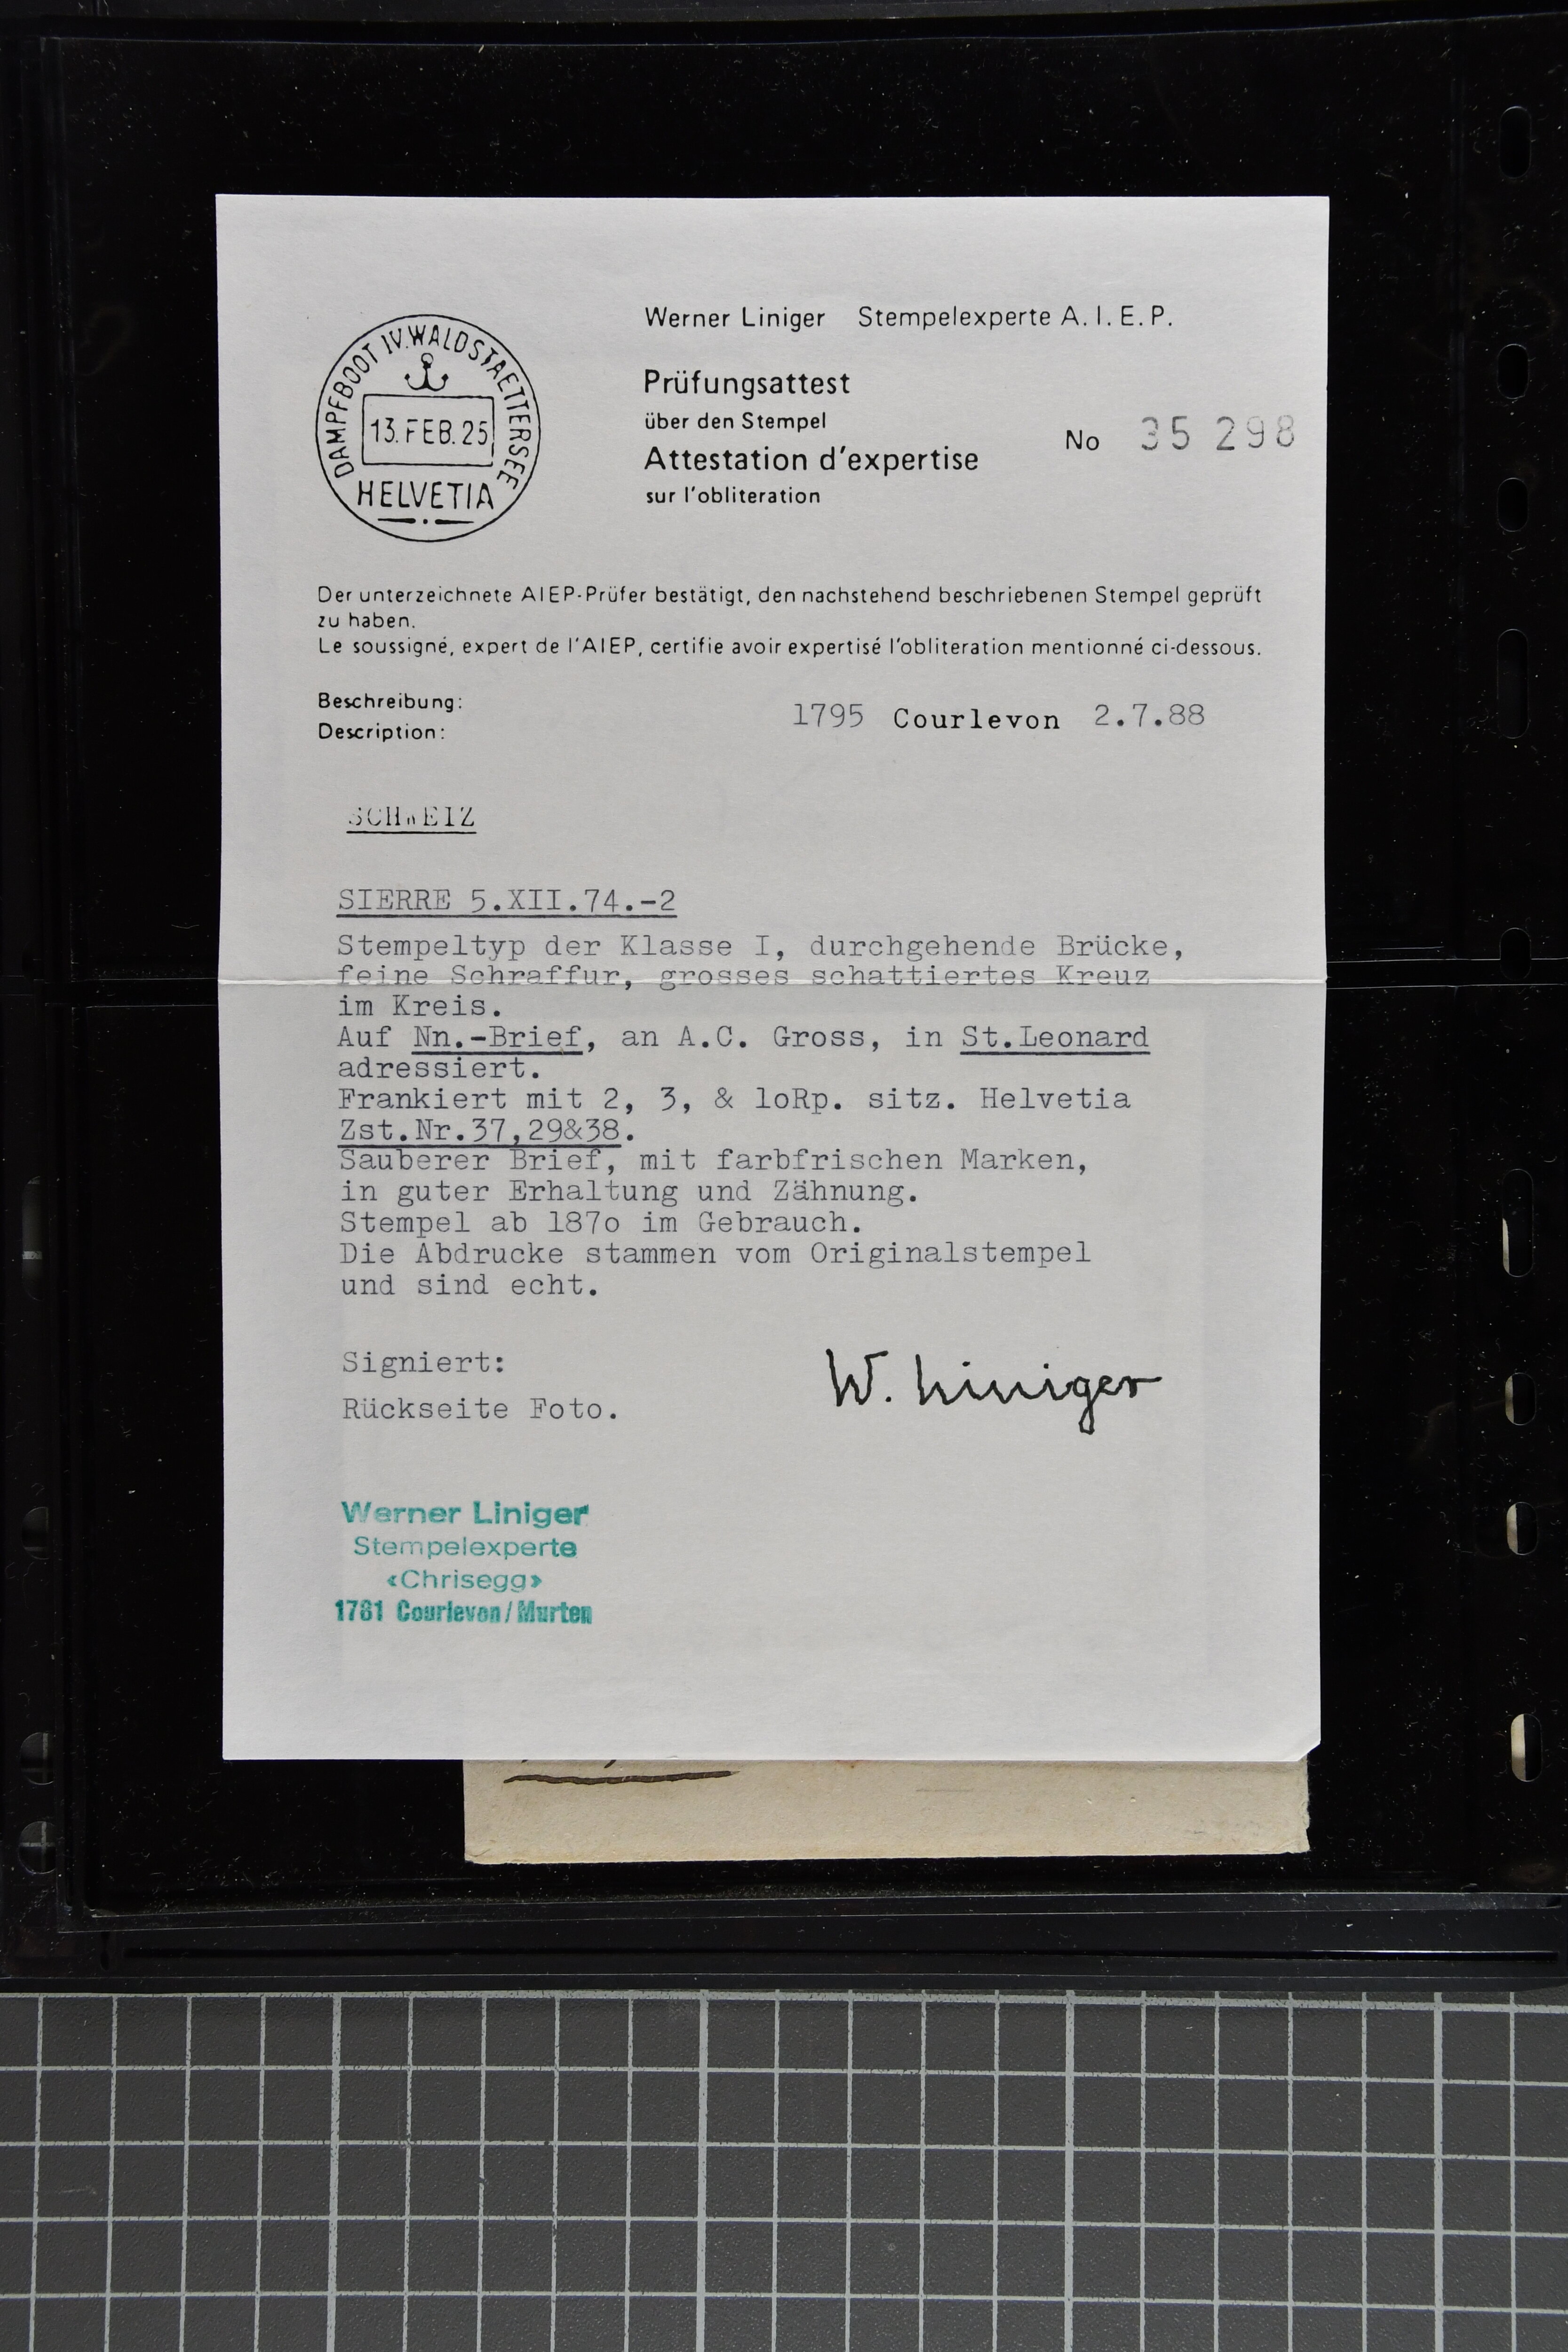 DAMPFBOOT IV.WALDSTAETTERSEE
13.FEB.25
HELVETIA
Werner Liniger Stempelexperte A.I.E.P.
Prüfungsattest
über den Stempel
Attestation d'expertise
sur l'obliteration
No 35 298
Der unterzeichnete AIEP-Prüfer bestätigt, den nachstehend beschriebenen Stempel geprüft
zu haben.
Le soussigné, expert de l'AIEP, certifie avoir expertisé l'obliteration mentionné ci-dessous.
Beschreibung:
Description:
1795 Courlevon 2.7.88
SCHWEIZ
SIERRE 5.XII.74.-2
Stempeltyp der Klasse I, durchgehende Brücke,
feine Schraffur, grosses schattiertes Kreuz
im Kreis.
Auf Nn.-Brief, an A.C. Gross, in St.Leonard
adressiert.
Frankiert mit 2, 3, & loRp. sitz. Helvetia
Zst.Nr.37,29&38.
Sauberer Brief, mit farbfrischen Marken,
in guter Erhaltung und Zähnung.
Stempel ab 187o im Gebrauch.
Die Abdrucke stammen vom Originalstempel
und sind echt.
Signiert:
W. Liniger
Rückseite Foto.
Werner Liniger
Stempelexperte
«Chrisegg»
1781 Courlevon/Murten